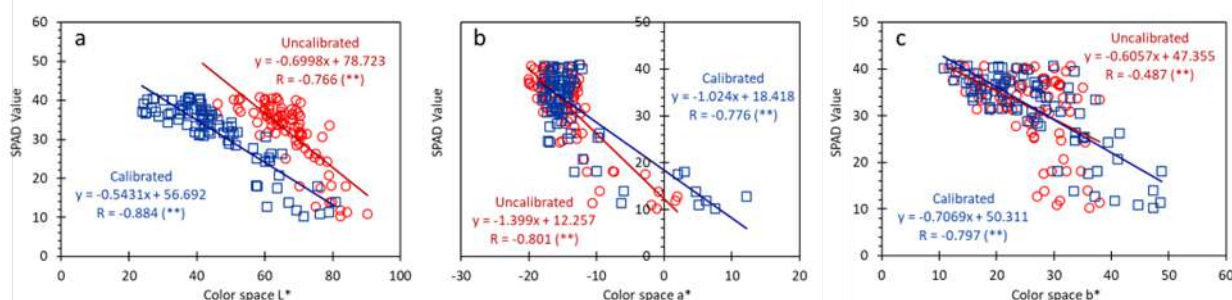 a
60
50
40
30
20
10
0
SPAD Value
Uncalibrated
y = -0.6998x + 78.723
R = -0.766 (**)
Calibrated
y = -0.5431x + 56.692
R = -0.884 (**)
0
20
40
60
80
100
Color space L*
b
50
40
30
20
10
0
SPAD Value
Calibrated
y = -1.024x + 18.418
R = -0.776 (**)
Uncalibrated
y = -1.399x + 12.257
R = -0.801 (**)
-30
-20
-10
0
10
20
Color space a*
c
50
40
30
20
10
0
SPAD Value
Uncalibrated
y = -0.6057x + 47.355
R = -0.487 (**)
Calibrated
y = -0.7069x + 50.311
R = -0.797 (**)
0
10
20
30
40
50
60
Color space b*